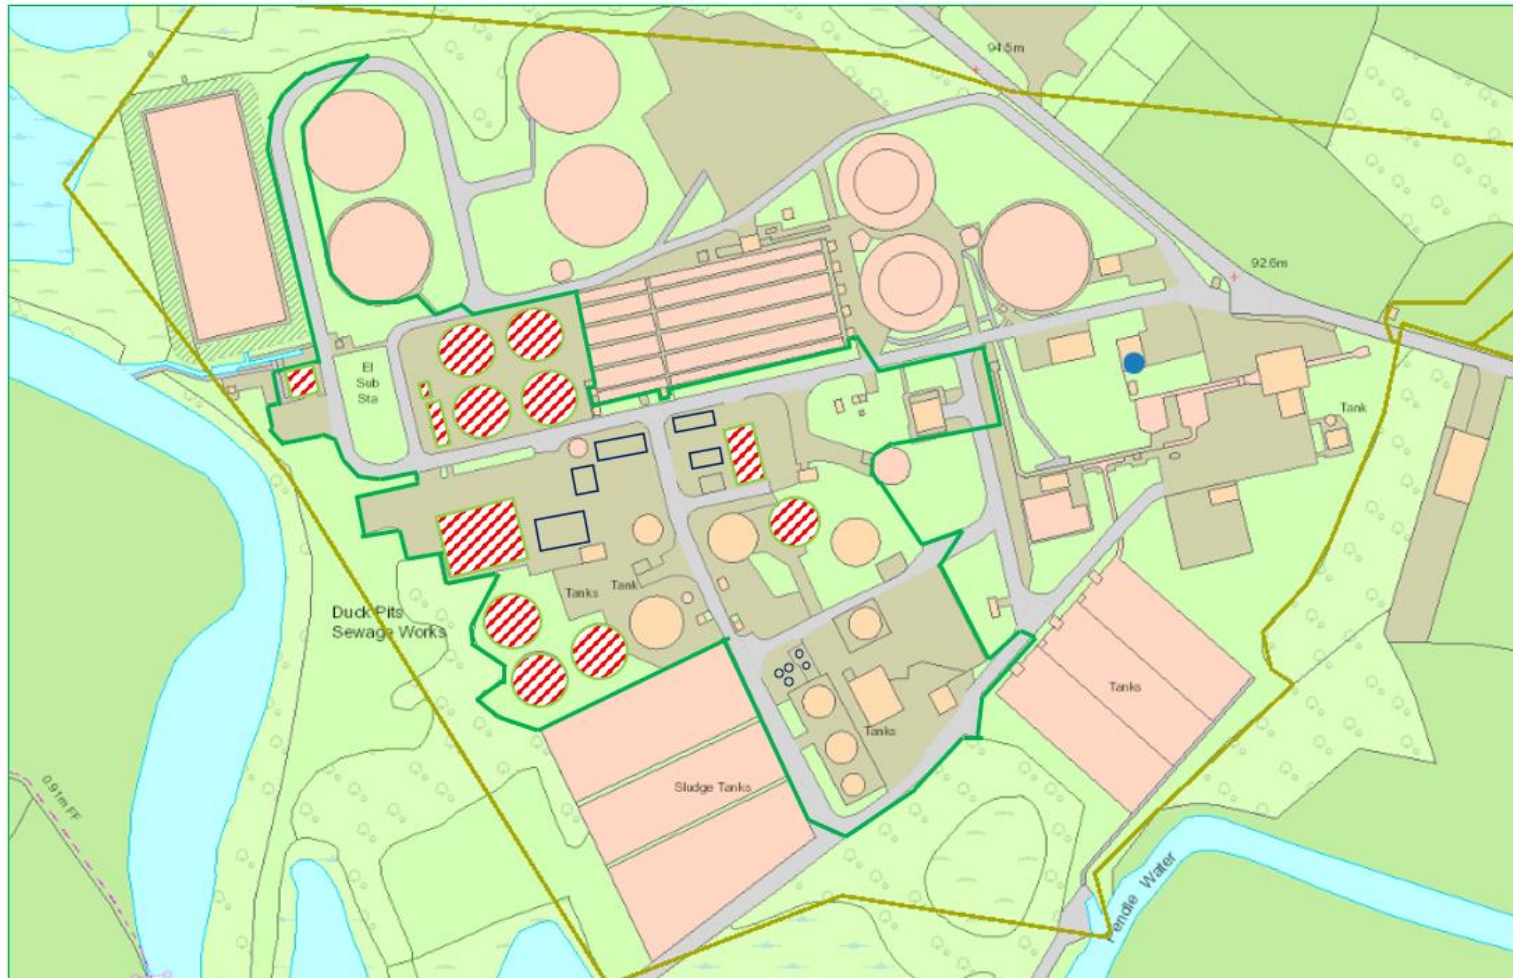 94.5m
92.6m
El
Sub
Sta
Tank
Duck Pits
Sewage Works
Tanks
Tank
Tanks
Tanks
Sludge Tanks
0.91m FF
Pendle Water